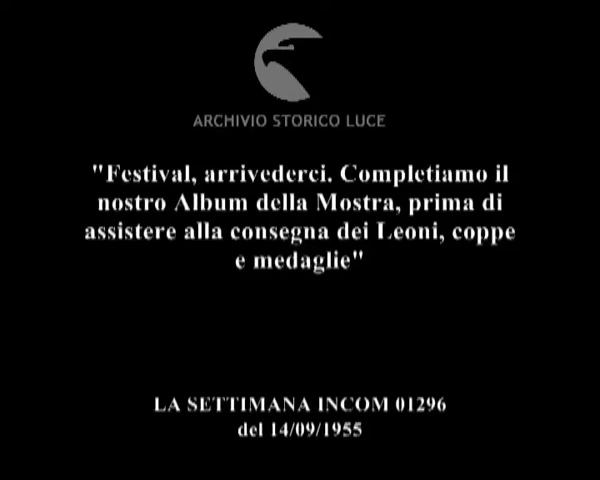 ARCHIVIO STORICO LUCE
"Festival, arrivederci. Completiamo il
nostro Album della Mostra, prima di
assistere alla consegna dei Leoni, coppe
e medaglie"
LA SETTIMANA INCOM 01296
del 14/09/1955